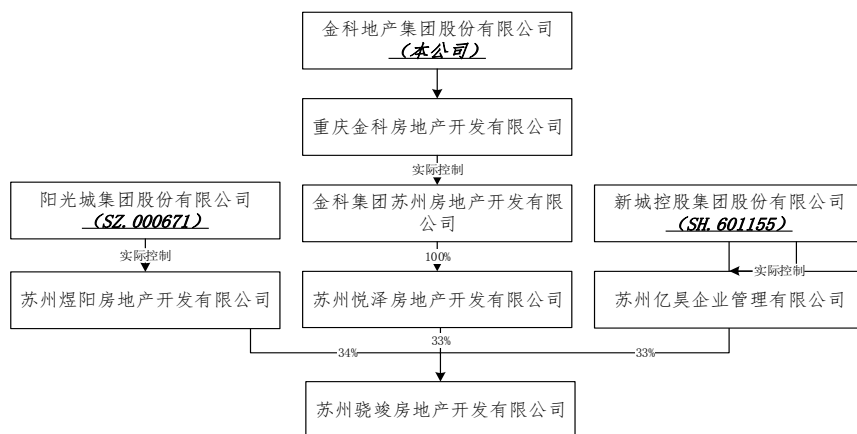 金科地产集团股份有限公司
（本公司）
重庆金科房地产开发有限公司
实际控制
阳光城集团股份有限公司
（SZ.000671）
金科集团苏州房地产开发有限
公司
新城控股集团股份有限公司
（SH.601155）
实际控制
100%
实际控制
苏州煜阳房地产开发有限公司
苏州悦泽房地产开发有限公司
苏州亿昊企业管理有限公司
34%
33%
33%
苏州骁竣房地产开发有限公司